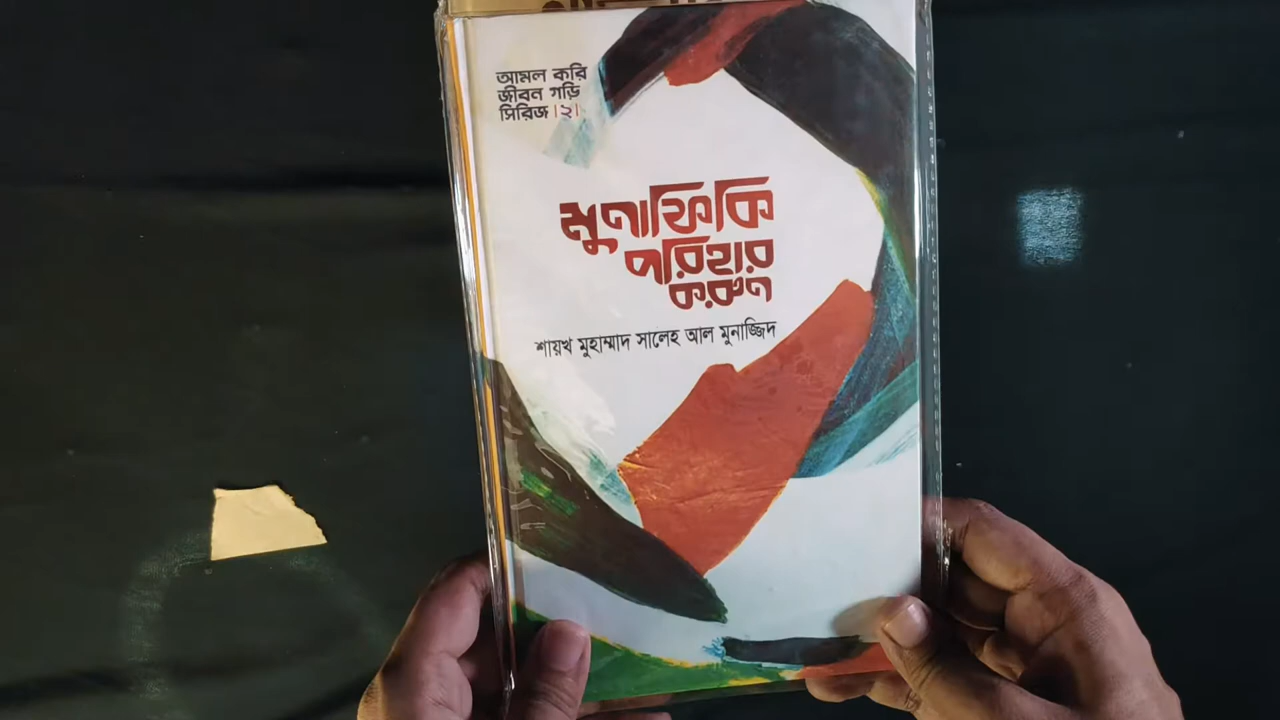 আমল করি
জীবন গড়ি
সিরিজ।২।
মুনাফিকি
পরিহার
করুন
শায়খ মুহাম্মাদ সালেহ আল মুনাজ্জিদ